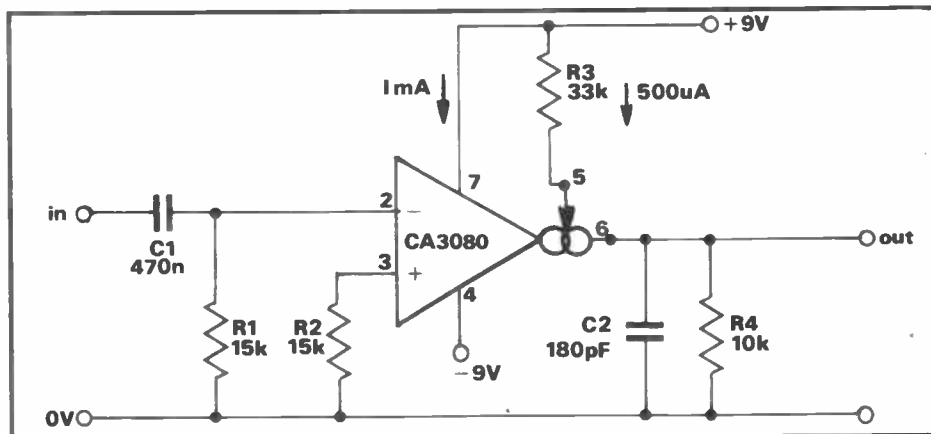 +9V
1mA
R3
33k
500uA
5
7
in
2
-
6
out
C1
470n
CA3080
3
+
4
R1
15k
R2
15k
C2
180pF
R4
10k
-9V
0V